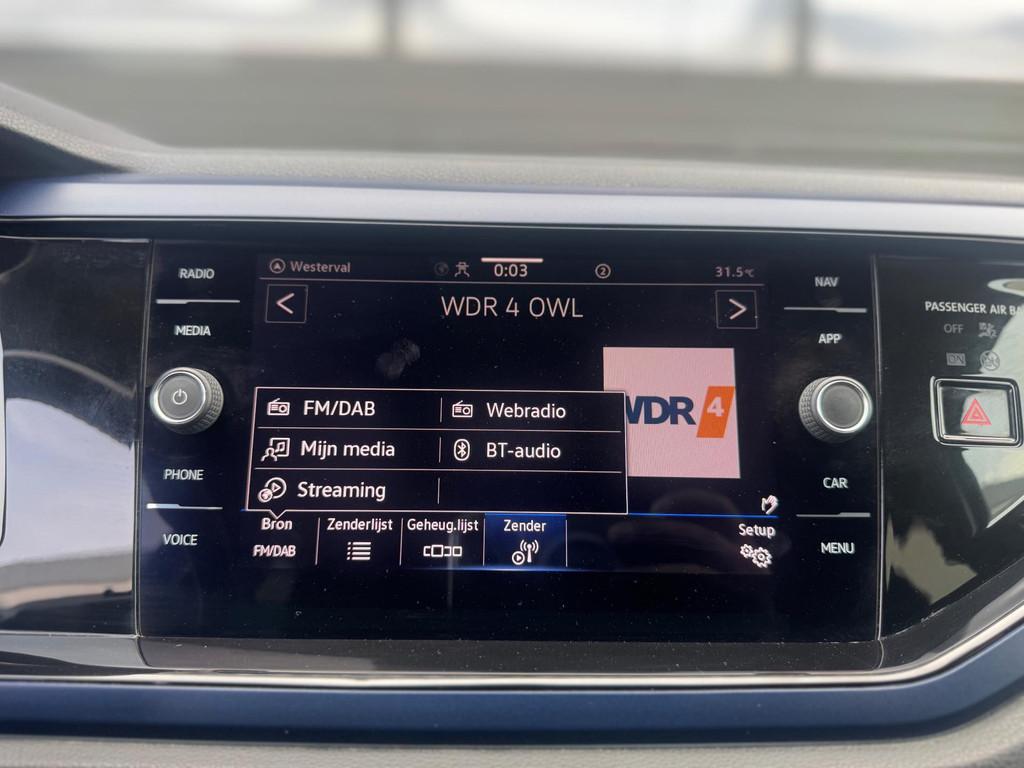 RADIO
MEDIA
PHONE
VOICE
Westerval
0:03
2
31.5°C
WDR 4 OWL
WDR 4
FM/DAB
Webradio
Mijn media
BT-audio
Streaming
Bron
FM/DAB
Zenderlijst
Geheug.lijst
Zender
Setup
NAV
APP
CAR
MENU
PASSENGER AIR BA
OFF
ON